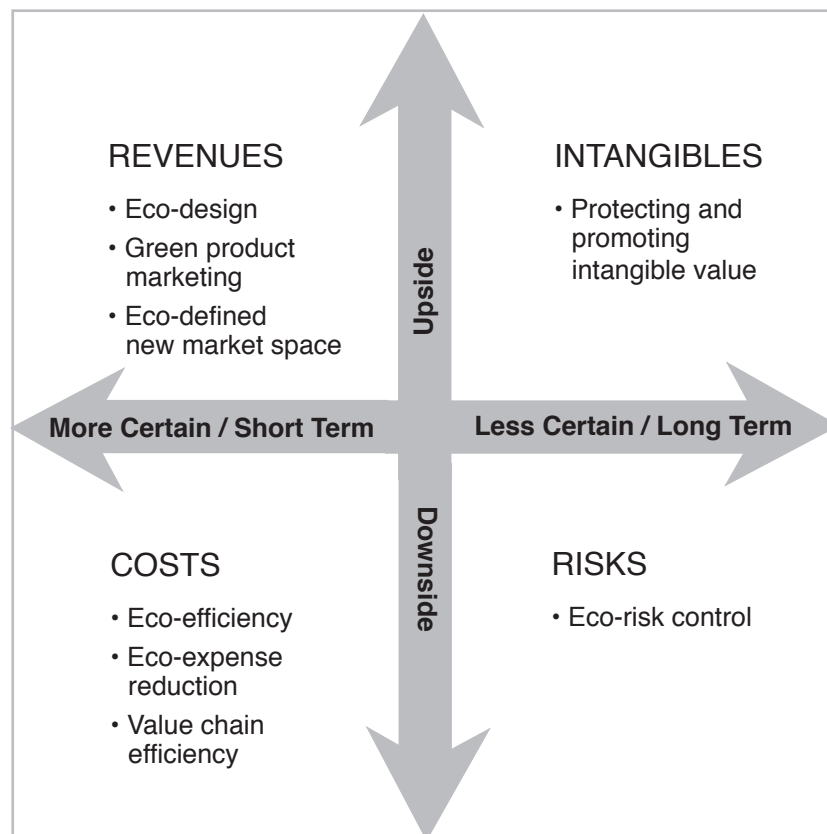 REVENUES
• Eco-design
• Green product
marketing
• Eco-defined
new market space
INTANGIBLES
• Protecting and
promoting
intangible value
Upside
More Certain / Short Term
Less Certain / Long Term
Downside
COSTS
• Eco-efficiency
• Eco-expense
reduction
• Value chain
efficiency
RISKS
• Eco-risk control